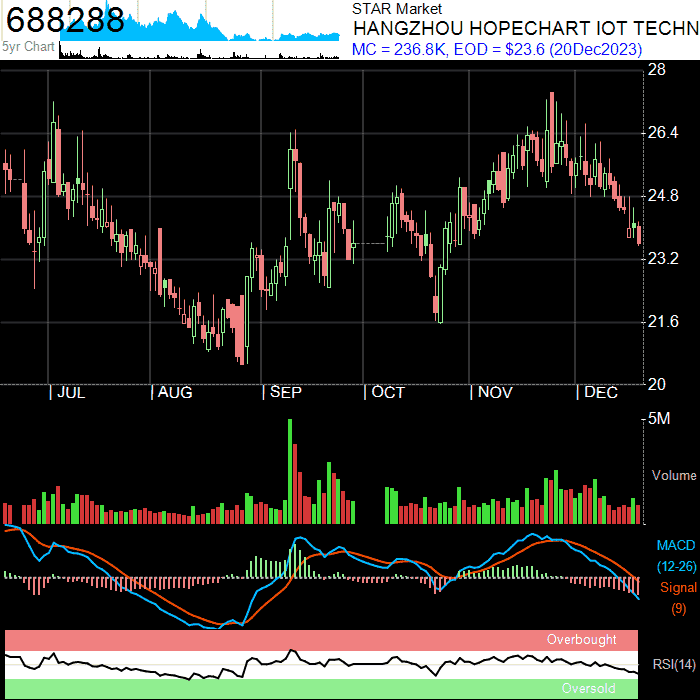 688288
5yr Chart
STAR Market
HANGZHOU HOPECHART IOT TECHN
MC = 236.8K, EOD = $23.6 (20Dec2023)
28
26.4
24.8
23.2
21.6
20
JUL
AUG
SEP
OCT
NOV
DEC
5M
Volume
MACD
(12-26)
Signal
(9)
Overbought
RSI(14)
Oversold